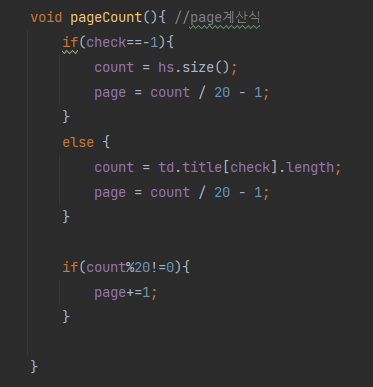 void pageCount(){ //page계산식
if(check==-1){
count = hs.size();
page = count / 20 - 1;
}
else {
count = td.title[check].length;
page = count / 20 - 1;
}
if(count%20!=0){
page+=1;
}
}